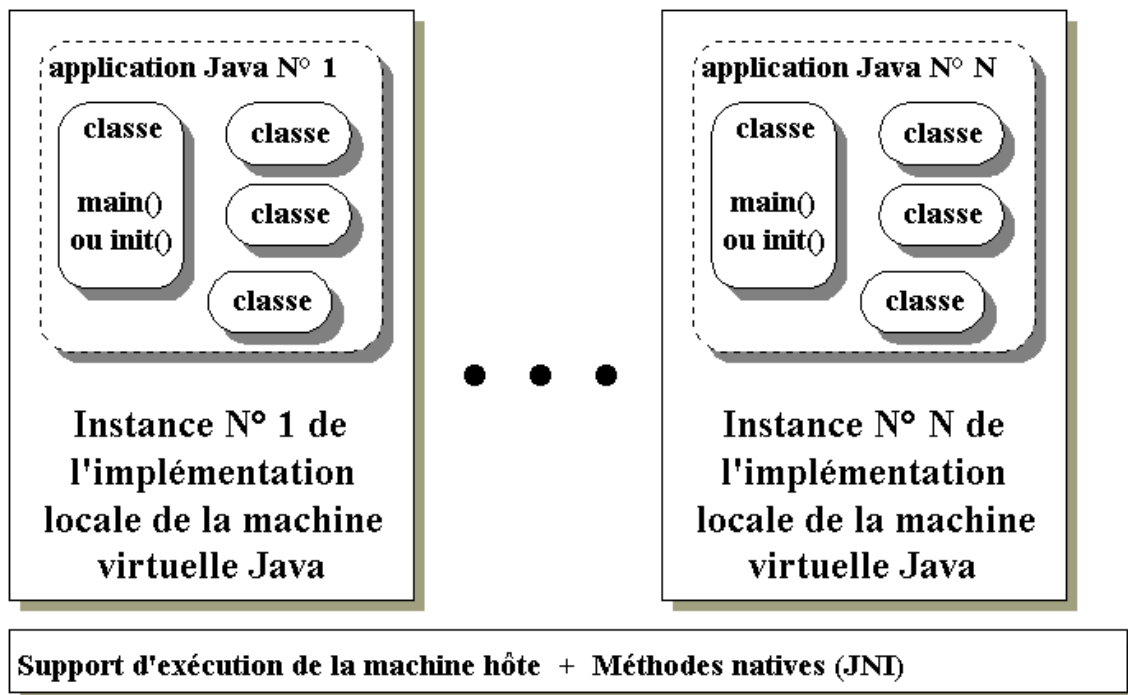 application Java N° 1
classe
main()
ou init()
classe
classe
classe
Instance N° 1 de
l'implémentation
locale de la machine
virtuelle Java
application Java N° N
classe
main()
ou init()
classe
classe
classe
Instance N° N de
l'implémentation
locale de la machine
virtuelle Java
Support d'exécution de la machine hôte + Méthodes natives (JNI)